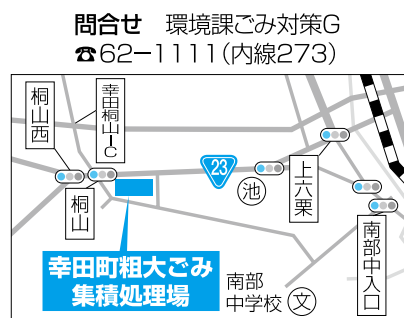 問合せ 環境課ごみ対策G
☎62－1111(内線273)
桐山西
幸田桐山IC
桐山
23
池
上六栗
南部中入口
幸田町粗大ごみ
集積処理場
南部
中学校 文